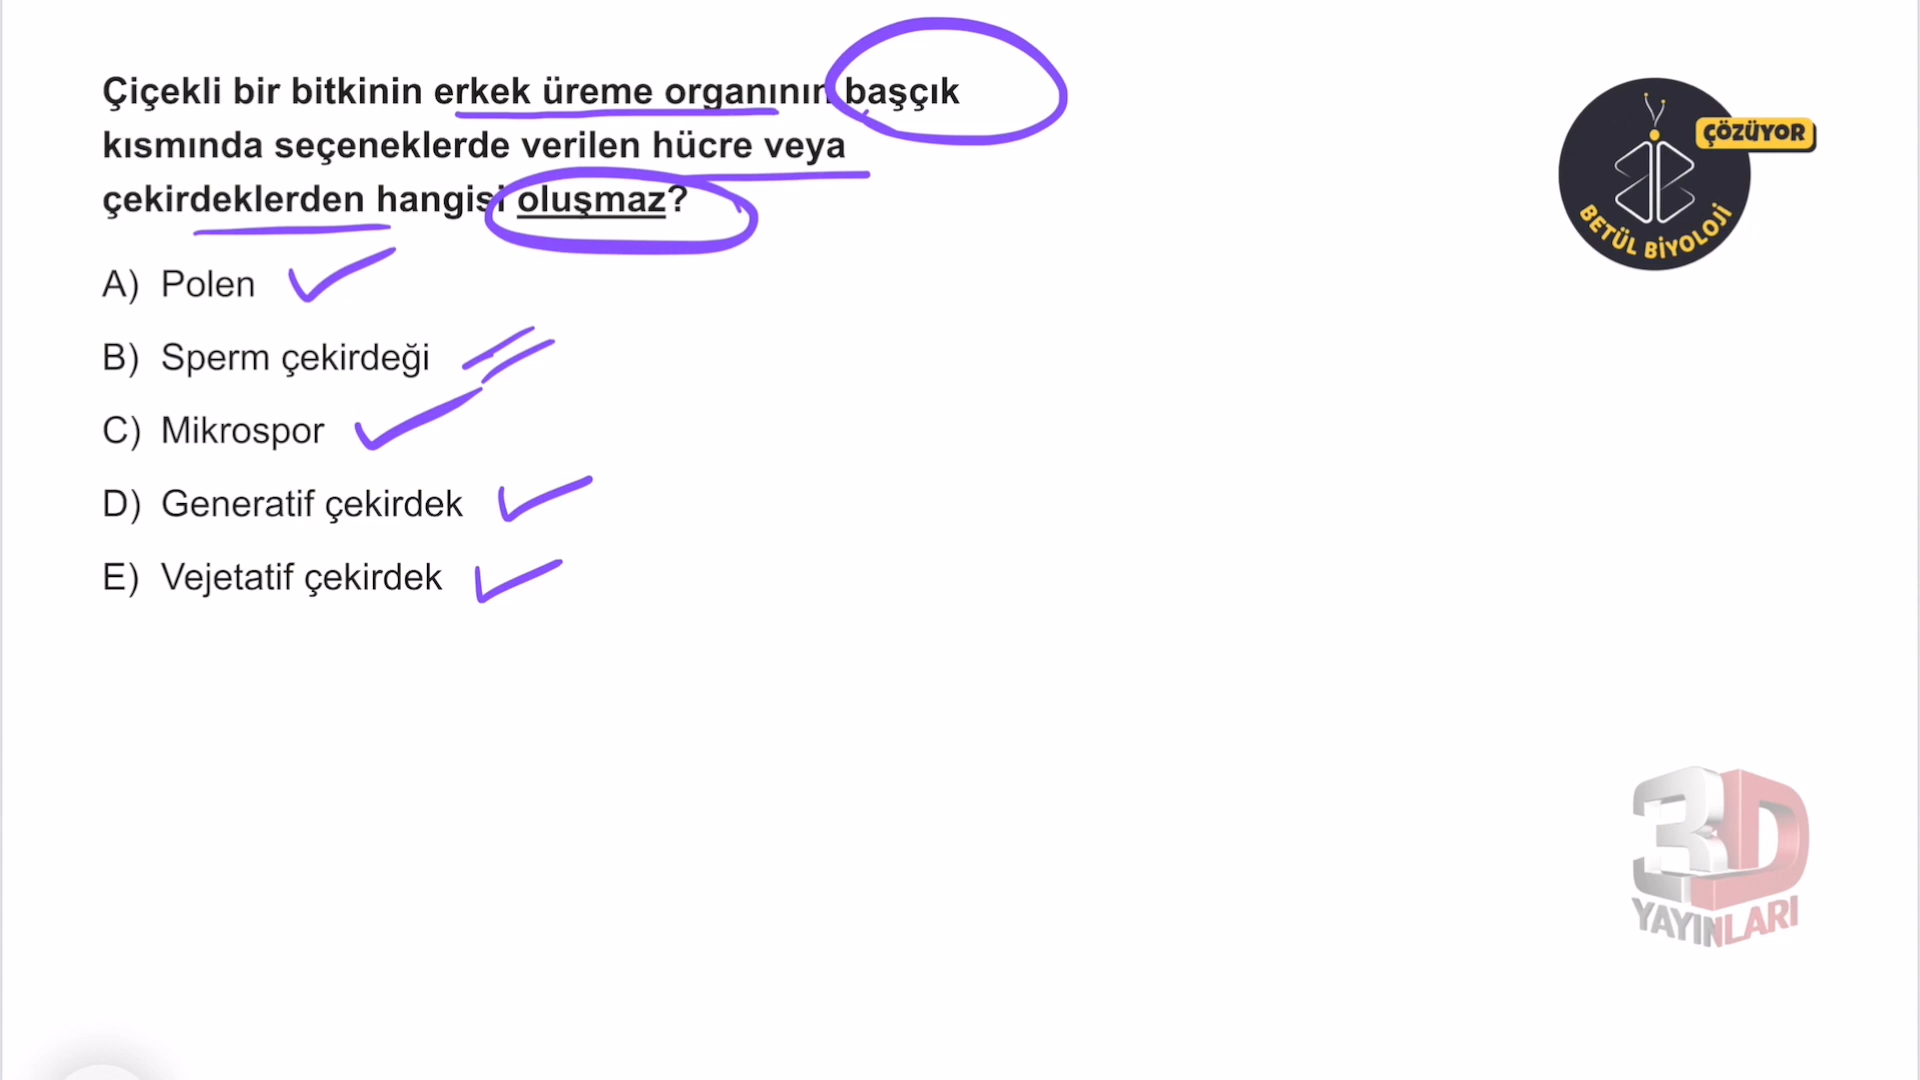 Çiçekli bir bitkinin erkek üreme organının başçık
kısmında seçeneklerde verilen hücre veya
çekirdeklerden hangisi oluşmaz?
A) Polen
B) Sperm çekirdeği
C) Mikrospor
D) Generatif çekirdek
E) Vejetatif çekirdek
ÇÖZÜYOR
BETÜL BİYOLOJİ
3D
YAYINLARI